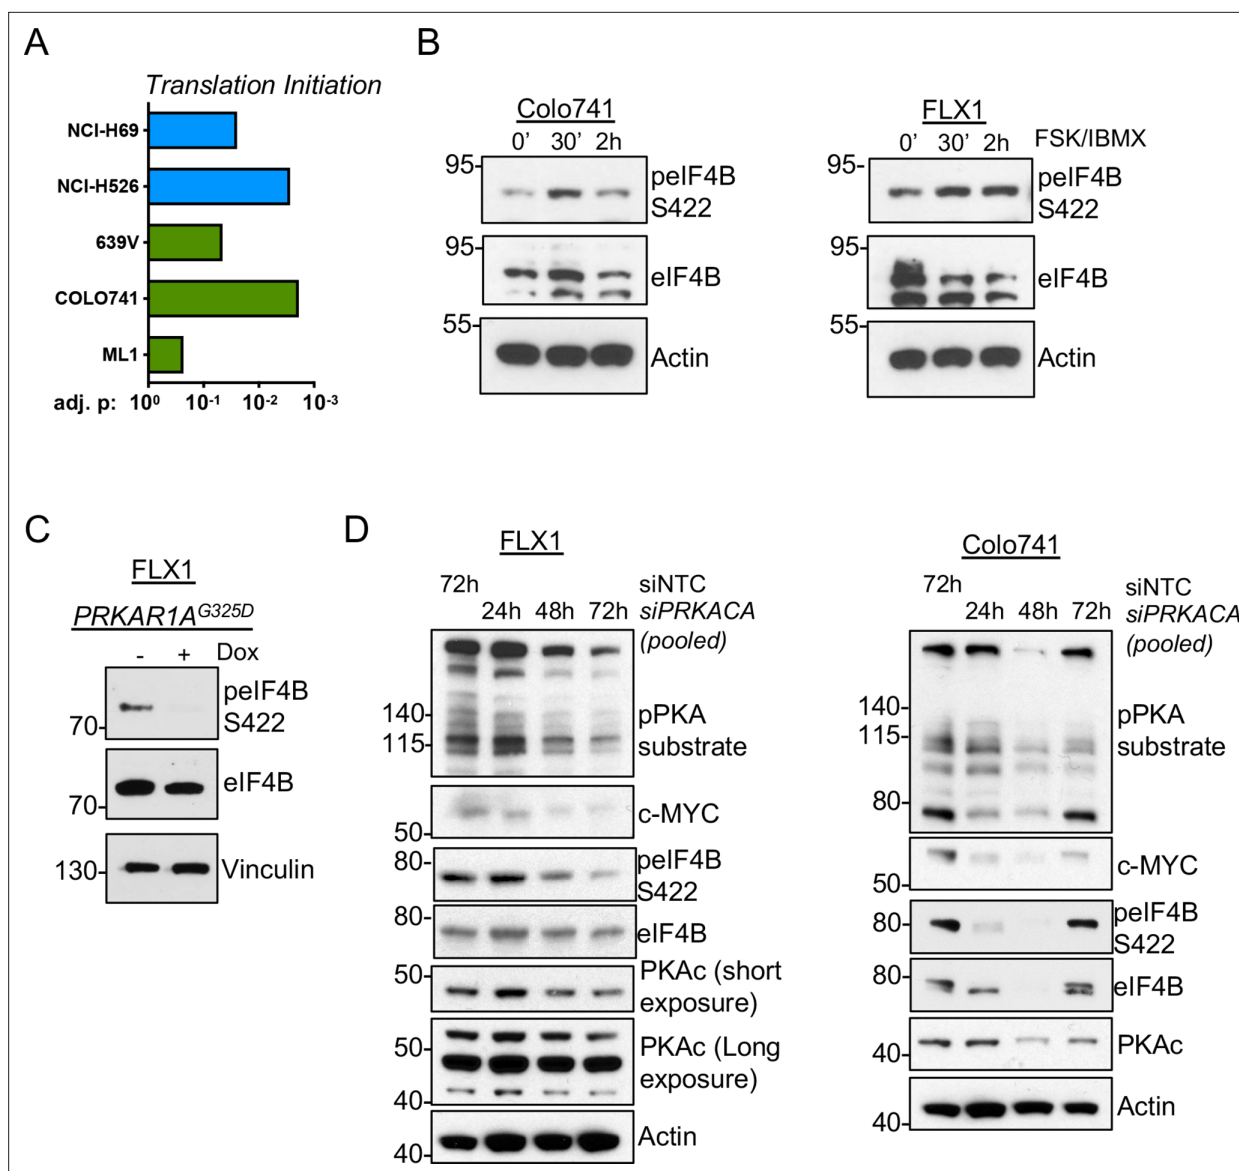 A
Translation Initiation
NCI-H69
NCI-H526
639V
COLO741
ML1
adj. p: 10⁰ 10⁻¹ 10⁻² 10⁻³
B
Colo741
0’ 30’ 2h
95-
peIF4B
S422
95-
eIF4B
55-
Actin
FLX1
0’ 30’ 2h FSK/IBMX
95-
peIF4B
S422
95-
eIF4B
55-
Actin
C
FLX1
PRKAR1A^G325D
- + Dox
peIF4B
S422
70-
eIF4B
70-
130-
Vinculin
D
FLX1
72h siNTC
24h 48h 72h siPRKACA
(pooled)
140-
pPKA
115-
substrate
c-MYC
50-
80-
peIF4B
S422
80-
eIF4B
50-
PKAc (short
exposure)
50-
PKAc (Long
exposure)
40-
Actin
40-
Colo741
72h siNTC
24h 48h 72h siPRKACA
(pooled)
140-
pPKA
115-
substrate
80-
c-MYC
50-
peIF4B
80-
S422
80-
eIF4B
PKAc
40-
Actin
40-